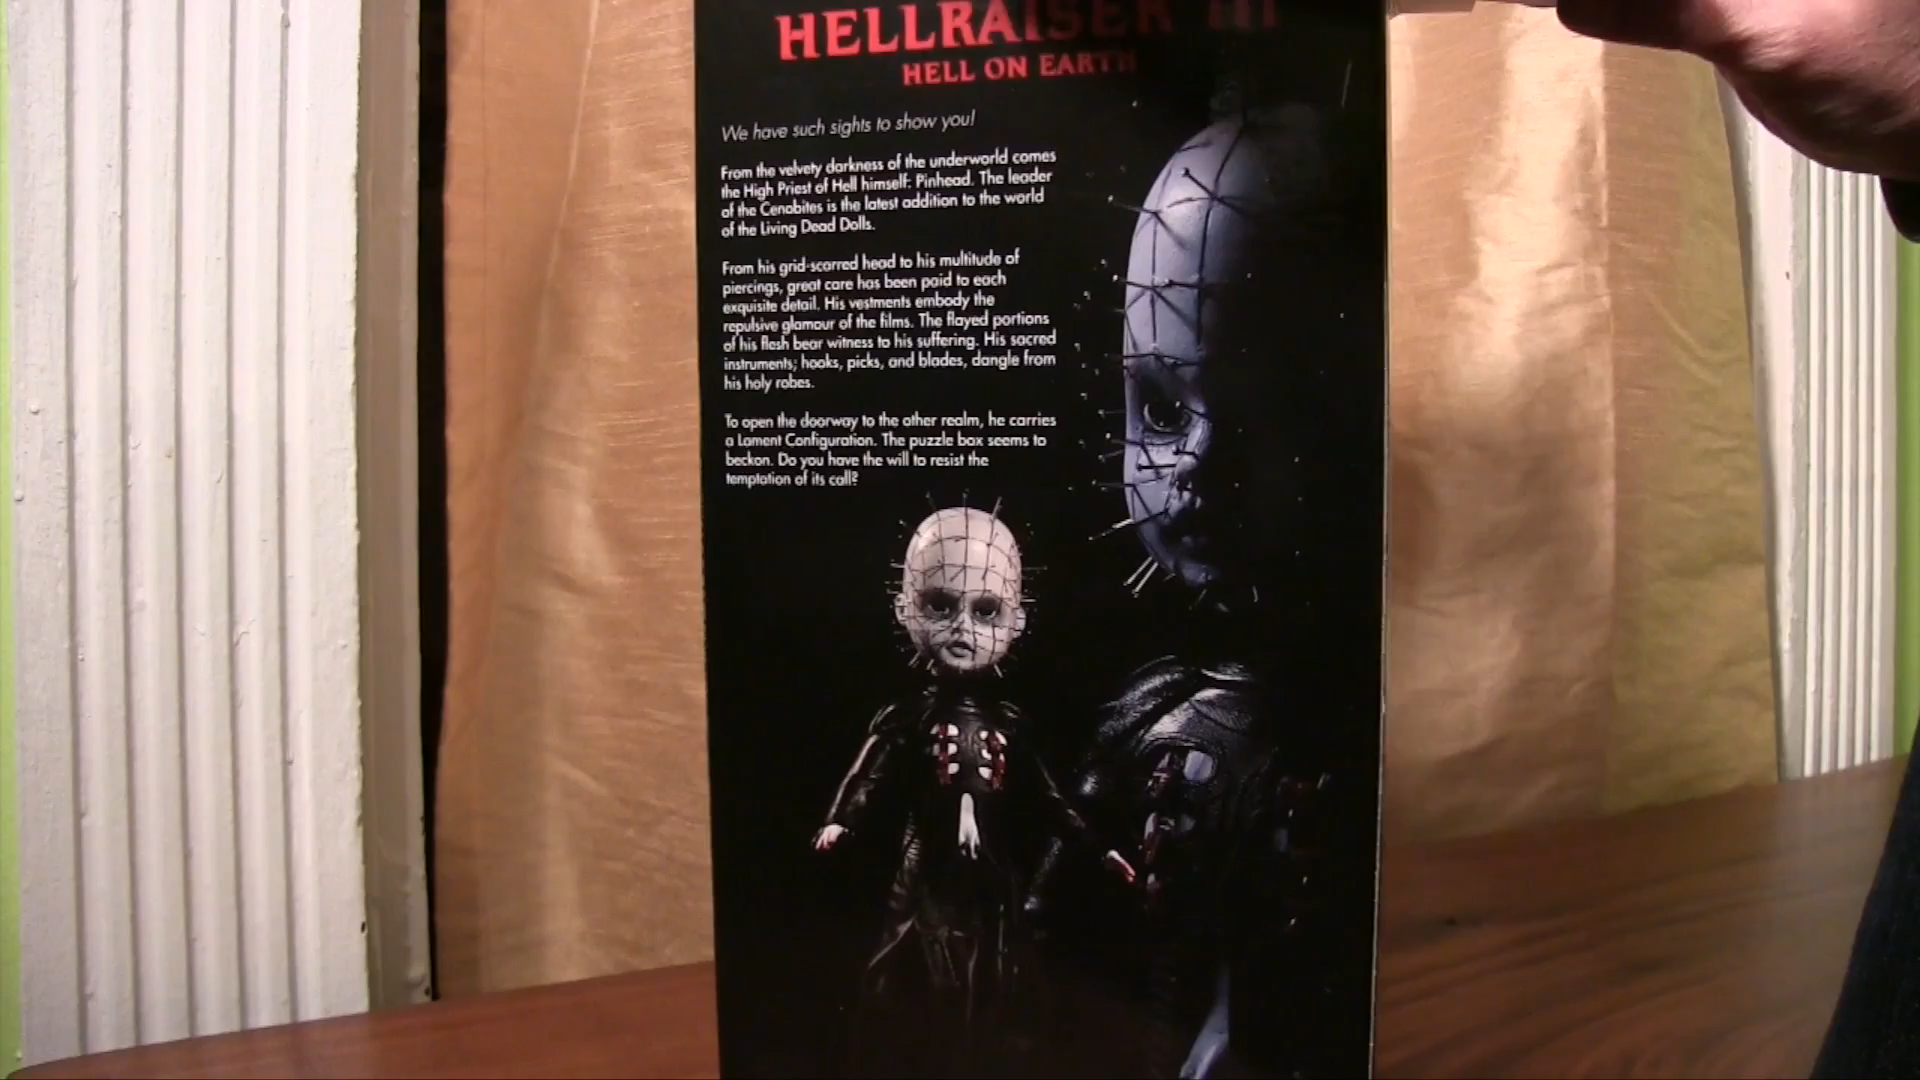 HELLRAISER III
HELL ON EARTH
We have such sights to show you!
From the velvety darkness of the underworld comes
the High Priest of Hell himself: Pinhead. The leader
of the Cenobites is the latest addition to the world
of the Living Dead Dolls.
From his grid-scarred head to his multitude of
piercings, great care has been paid to each
exquisite detail. His vestments embody the
repulsive glamour of the films. The flayed portions
of his flesh bear witness to his suffering. His sacred
instruments; hooks, picks, and blades, dangle from
his holy robes.
To open the doorway to the other realm, he carries
a Lament Configuration. The puzzle box seems to
beckon. Do you have the will to resist the
temptation of its call?